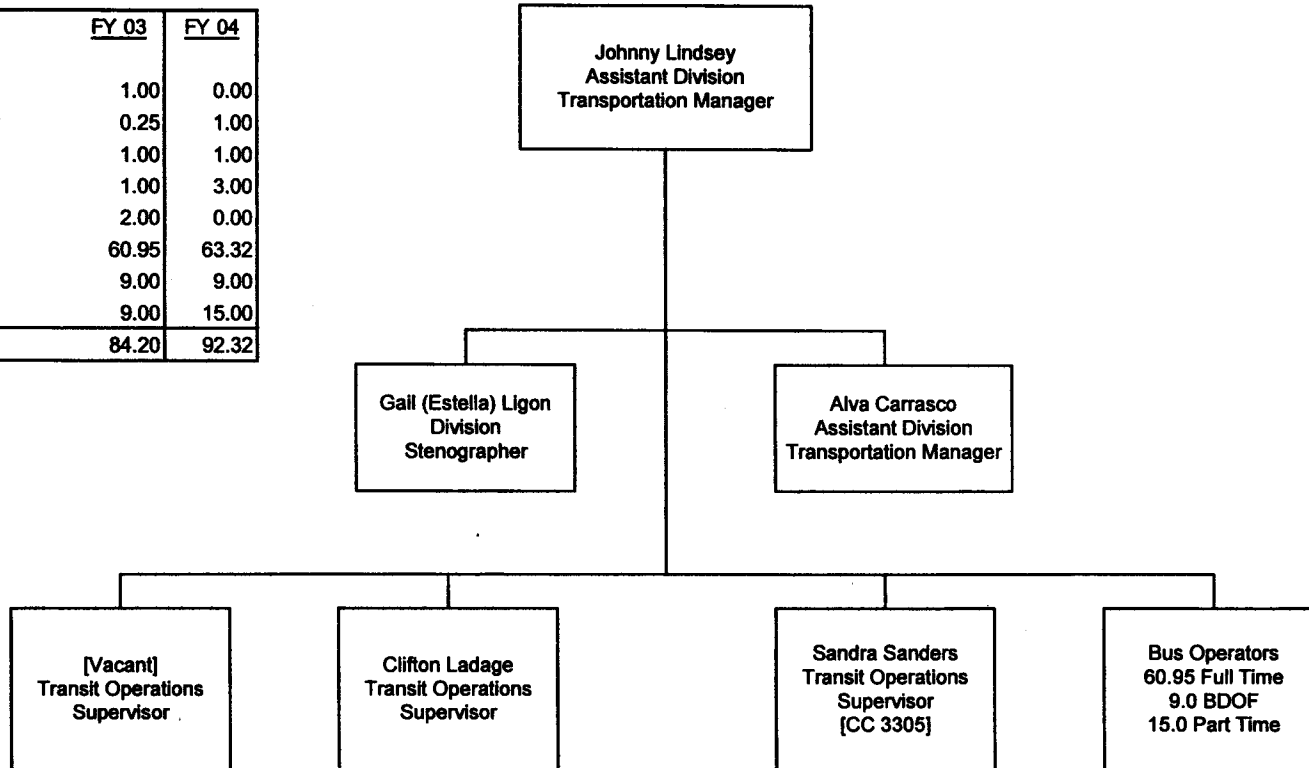 FY 03 FY 04
1.00 0.00
0.25 1.00
1.00 1.00
1.00 3.00
2.00 0.00
60.95 63.32
9.00 9.00
9.00 15.00
84.20 92.32
Johnny Lindsey
Assistant Division
Transportation Manager
Gail (Estella) Ligon
Division
Stenographer
Alva Carrasco
Assistant Division
Transportation Manager
[Vacant]
Transit Operations
Supervisor
Clifton Ladage
Transit Operations
Supervisor
Sandra Sanders
Transit Operations
Supervisor
[CC 3305]
Bus Operators
60.95 Full Time
9.0 BDOF
15.0 Part Time